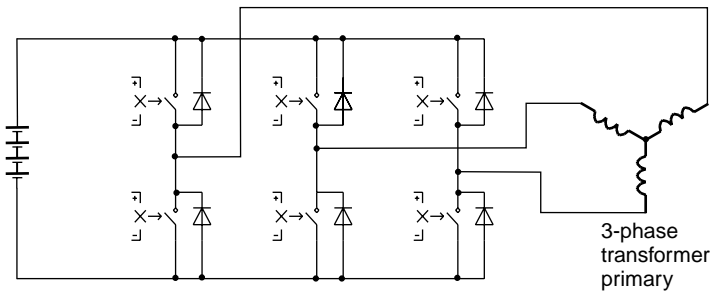 + + +
X X X
- - -
+ + +
X X X
- - -
3-phase
transformer
primary